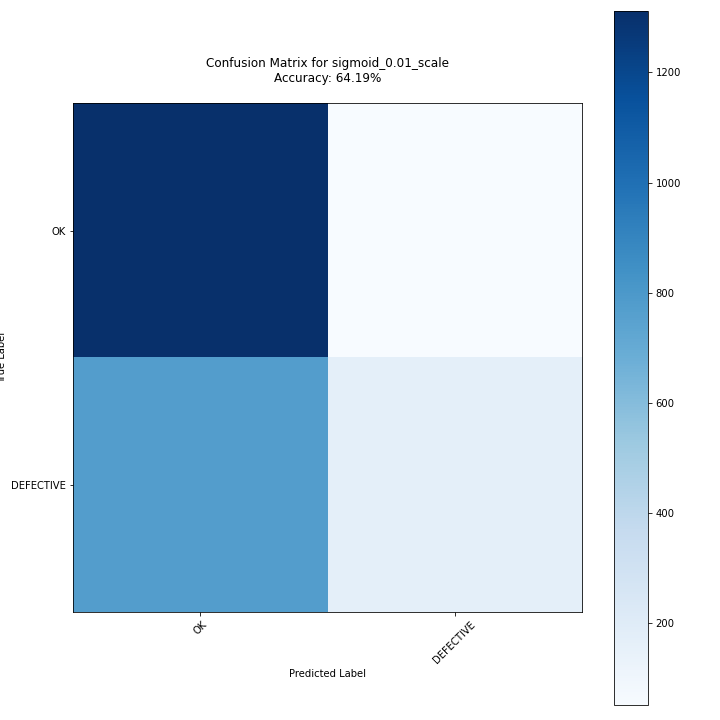 Confusion Matrix for sigmoid_0.01_scale
Accuracy: 64.19%
OK
DEFECTIVE
OK
DEFECTIVE
Predicted Label
1200
1000
800
600
400
200